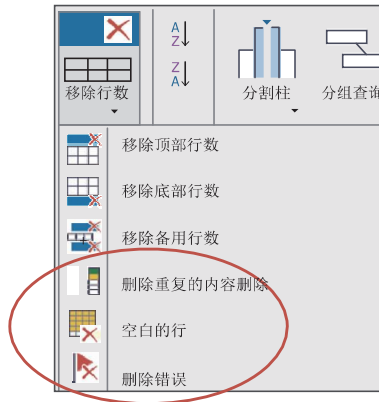 A
Z
Z
A
移除行数
分割柱
分组查询
移除顶部行数
移除底部行数
移除备用行数
删除重复的内容删除
空白的行
删除错误